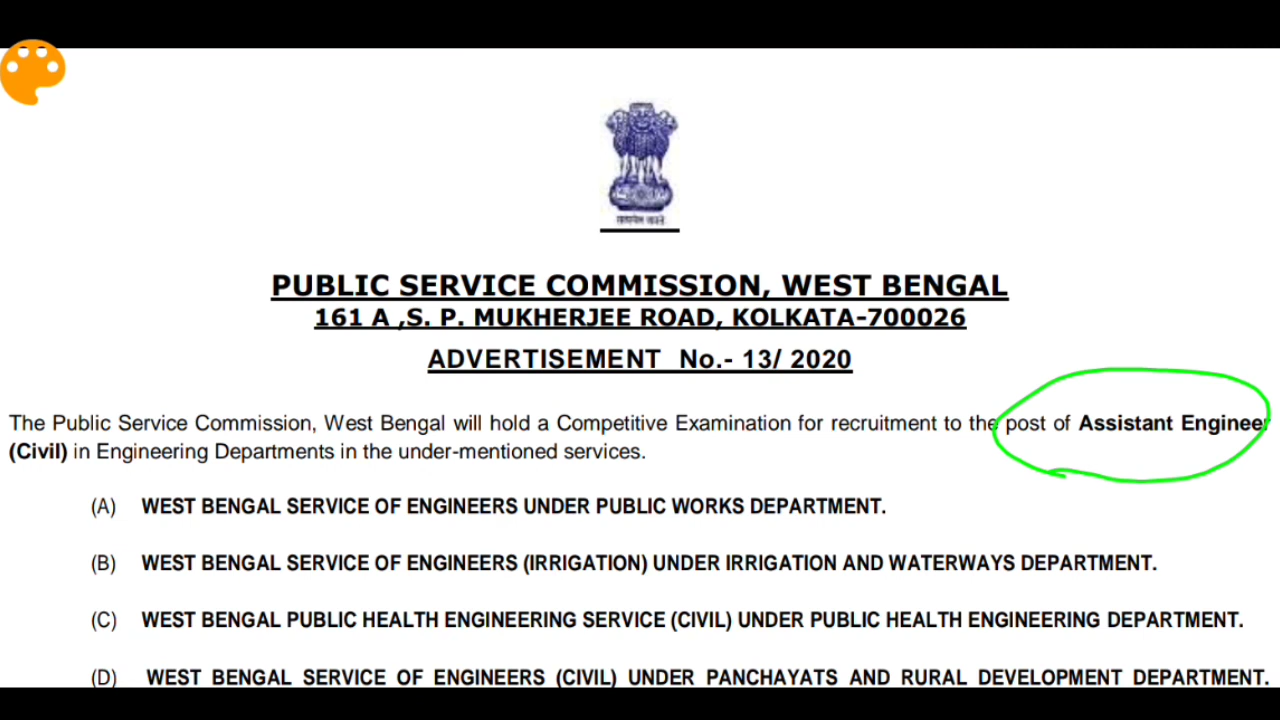 PUBLIC SERVICE COMMISSION, WEST BENGAL
161 A ,S. P. MUKHERJEE ROAD, KOLKATA-700026
ADVERTISEMENT No.- 13/ 2020
The Public Service Commission, West Bengal will hold a Competitive Examination for recruitment to the post of Assistant Engineer
(Civil) in Engineering Departments in the under-mentioned services.
(A) WEST BENGAL SERVICE OF ENGINEERS UNDER PUBLIC WORKS DEPARTMENT.
(B) WEST BENGAL SERVICE OF ENGINEERS (IRRIGATION) UNDER IRRIGATION AND WATERWAYS DEPARTMENT.
(C) WEST BENGAL PUBLIC HEALTH ENGINEERING SERVICE (CIVIL) UNDER PUBLIC HEALTH ENGINEERING DEPARTMENT.
(D) WEST BENGAL SERVICE OF ENGINEERS (CIVIL) UNDER PANCHAYATS AND RURAL DEVELOPMENT DEPARTMENT.